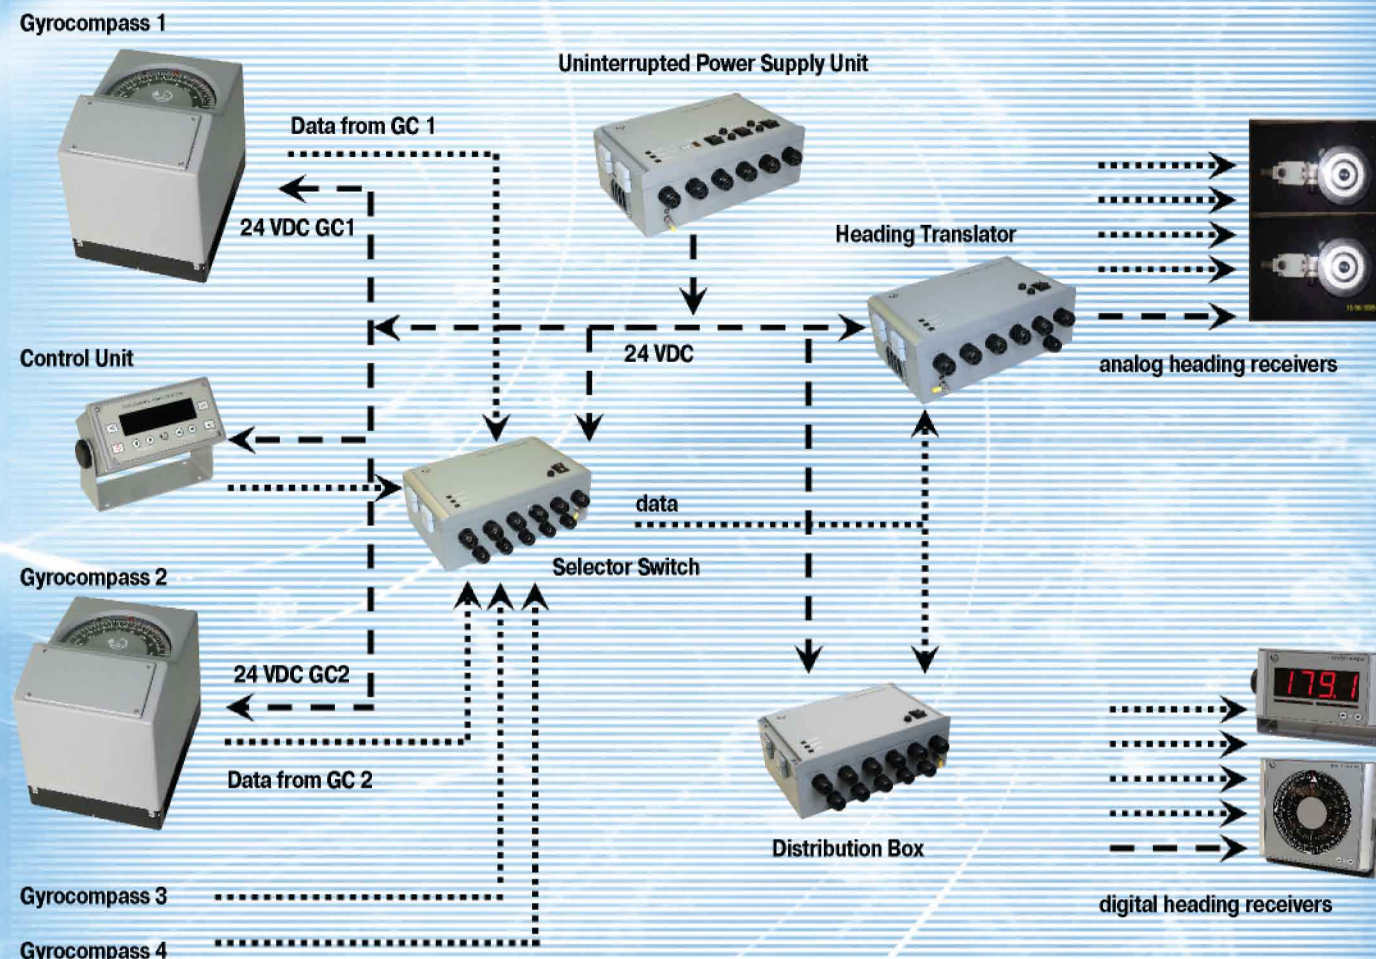 Gyrocompass 1
Uninterrupted Power Supply Unit
Data from GC 1
24 VDC GC1
Heading Translator
24 VDC
analog heading receivers
Control Unit
data
Selector Switch
Gyrocompass 2
24 VDC GC2
Data from GC 2
179.1
Distribution Box
digital heading receivers
Gyrocompass 3
Gyrocompass 4